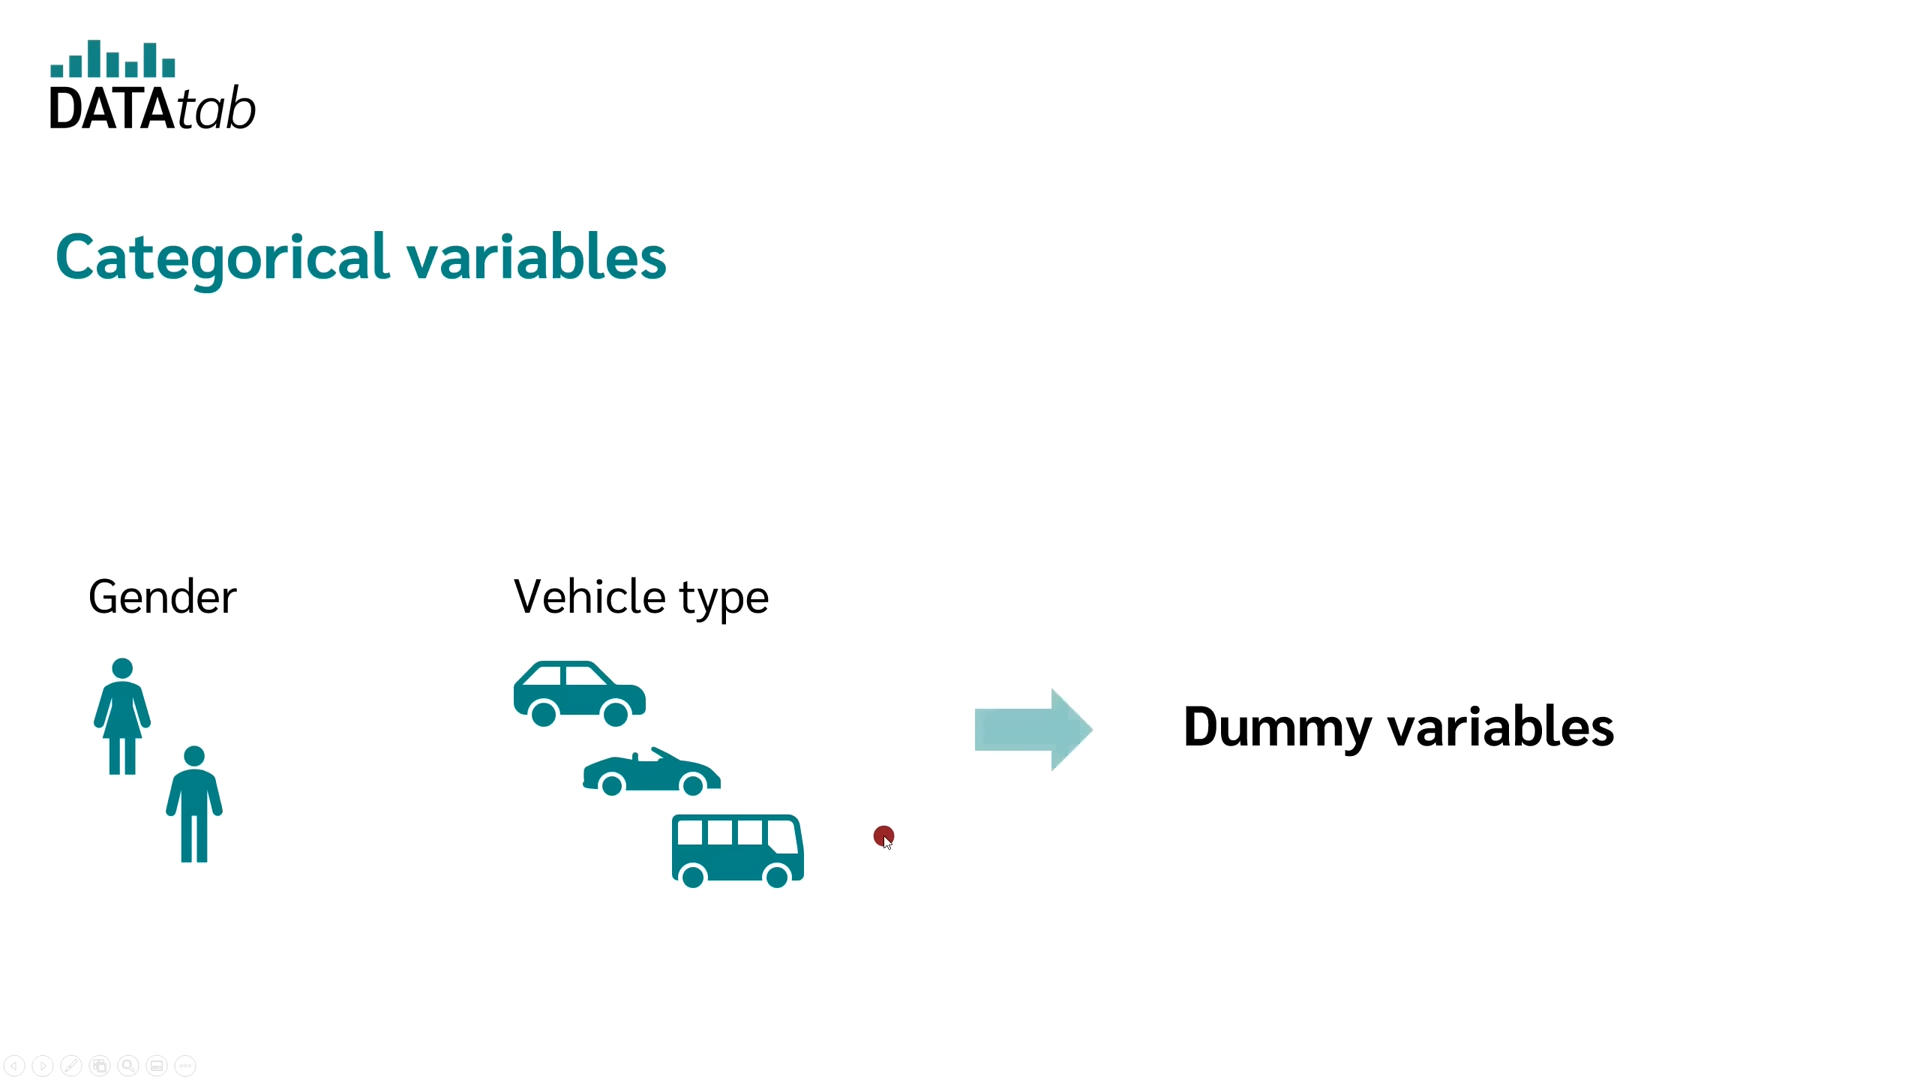 DATAtab
Categorical variables
Gender
Vehicle type
Dummy variables